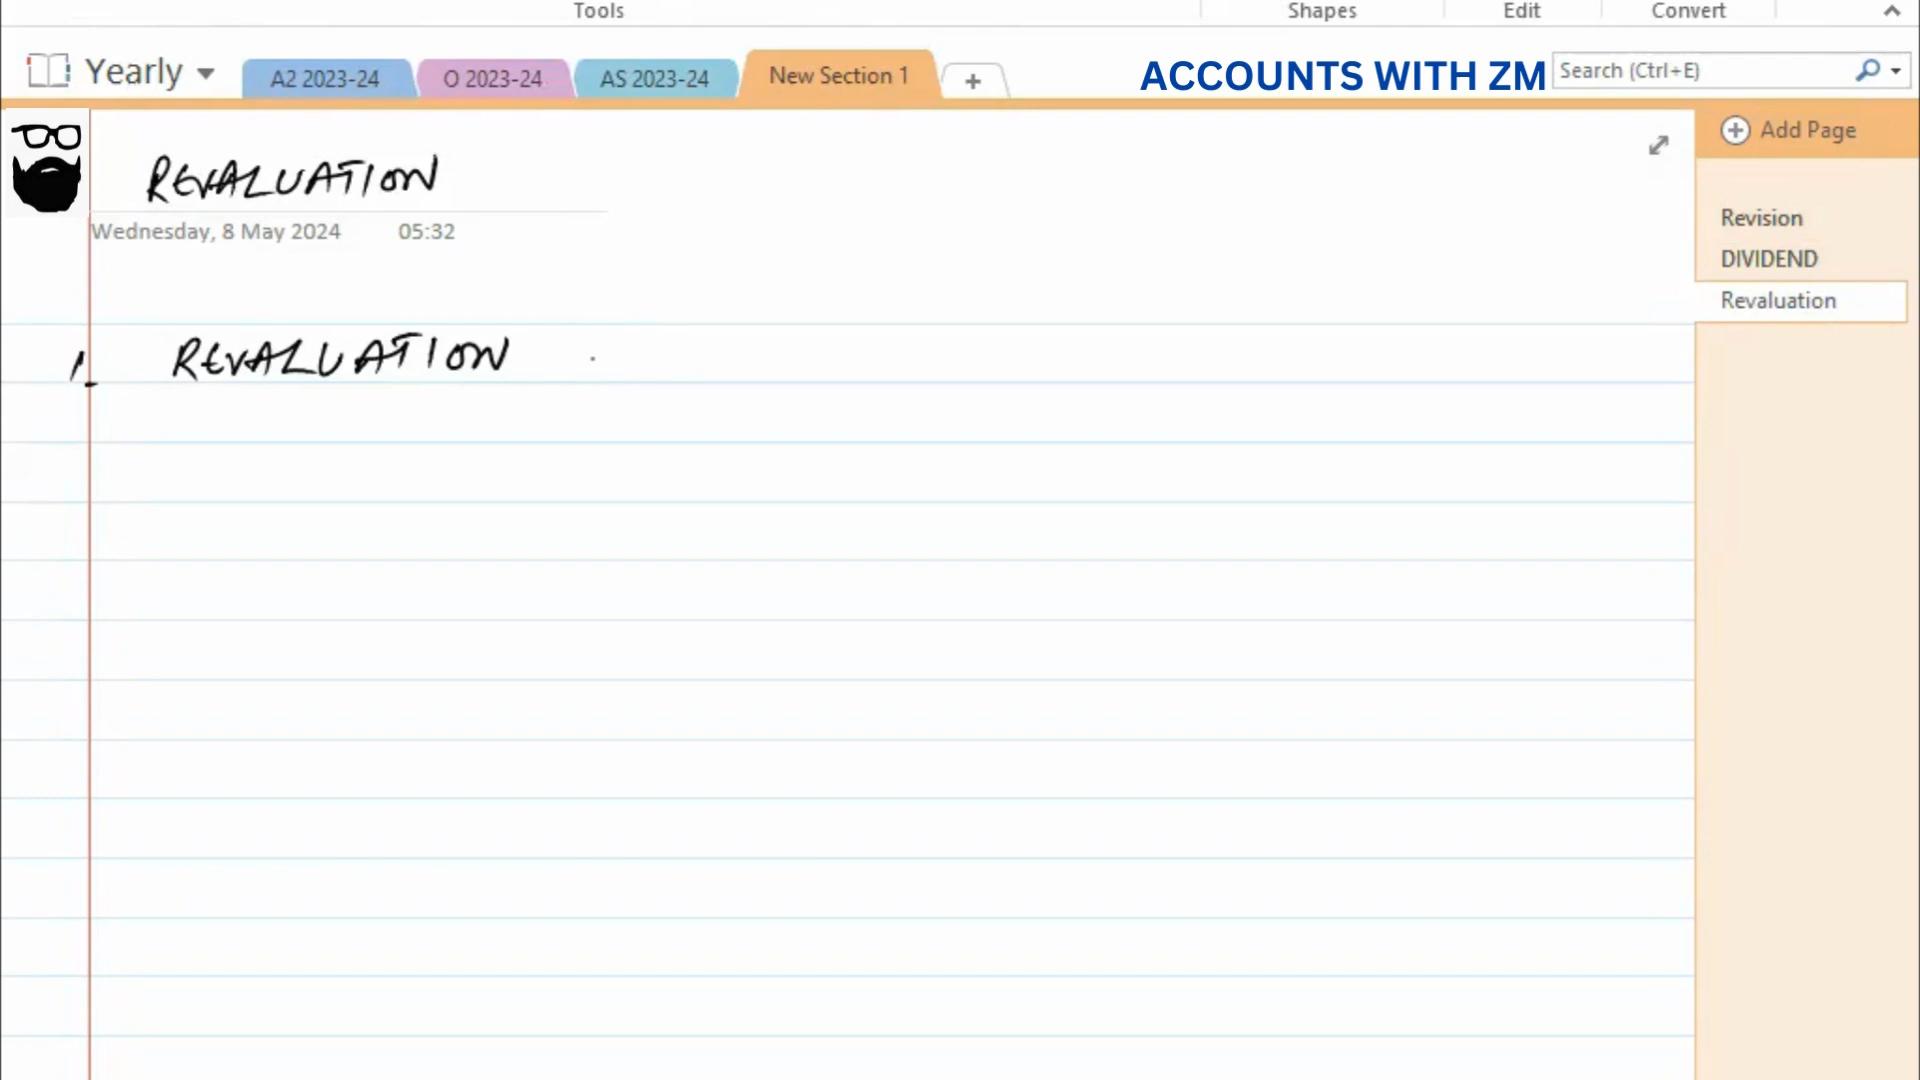 Tools Shapes Edit Convert
Yearly A2 2023-24 O 2023-24 AS 2023-24 New Section 1 + ACCOUNTS WITH ZM Search (Ctrl+E)
Add Page
REVALUATION
Wednesday, 8 May 2024 05:32
Revision
DIVIDEND
Revaluation
1. REVALUATION